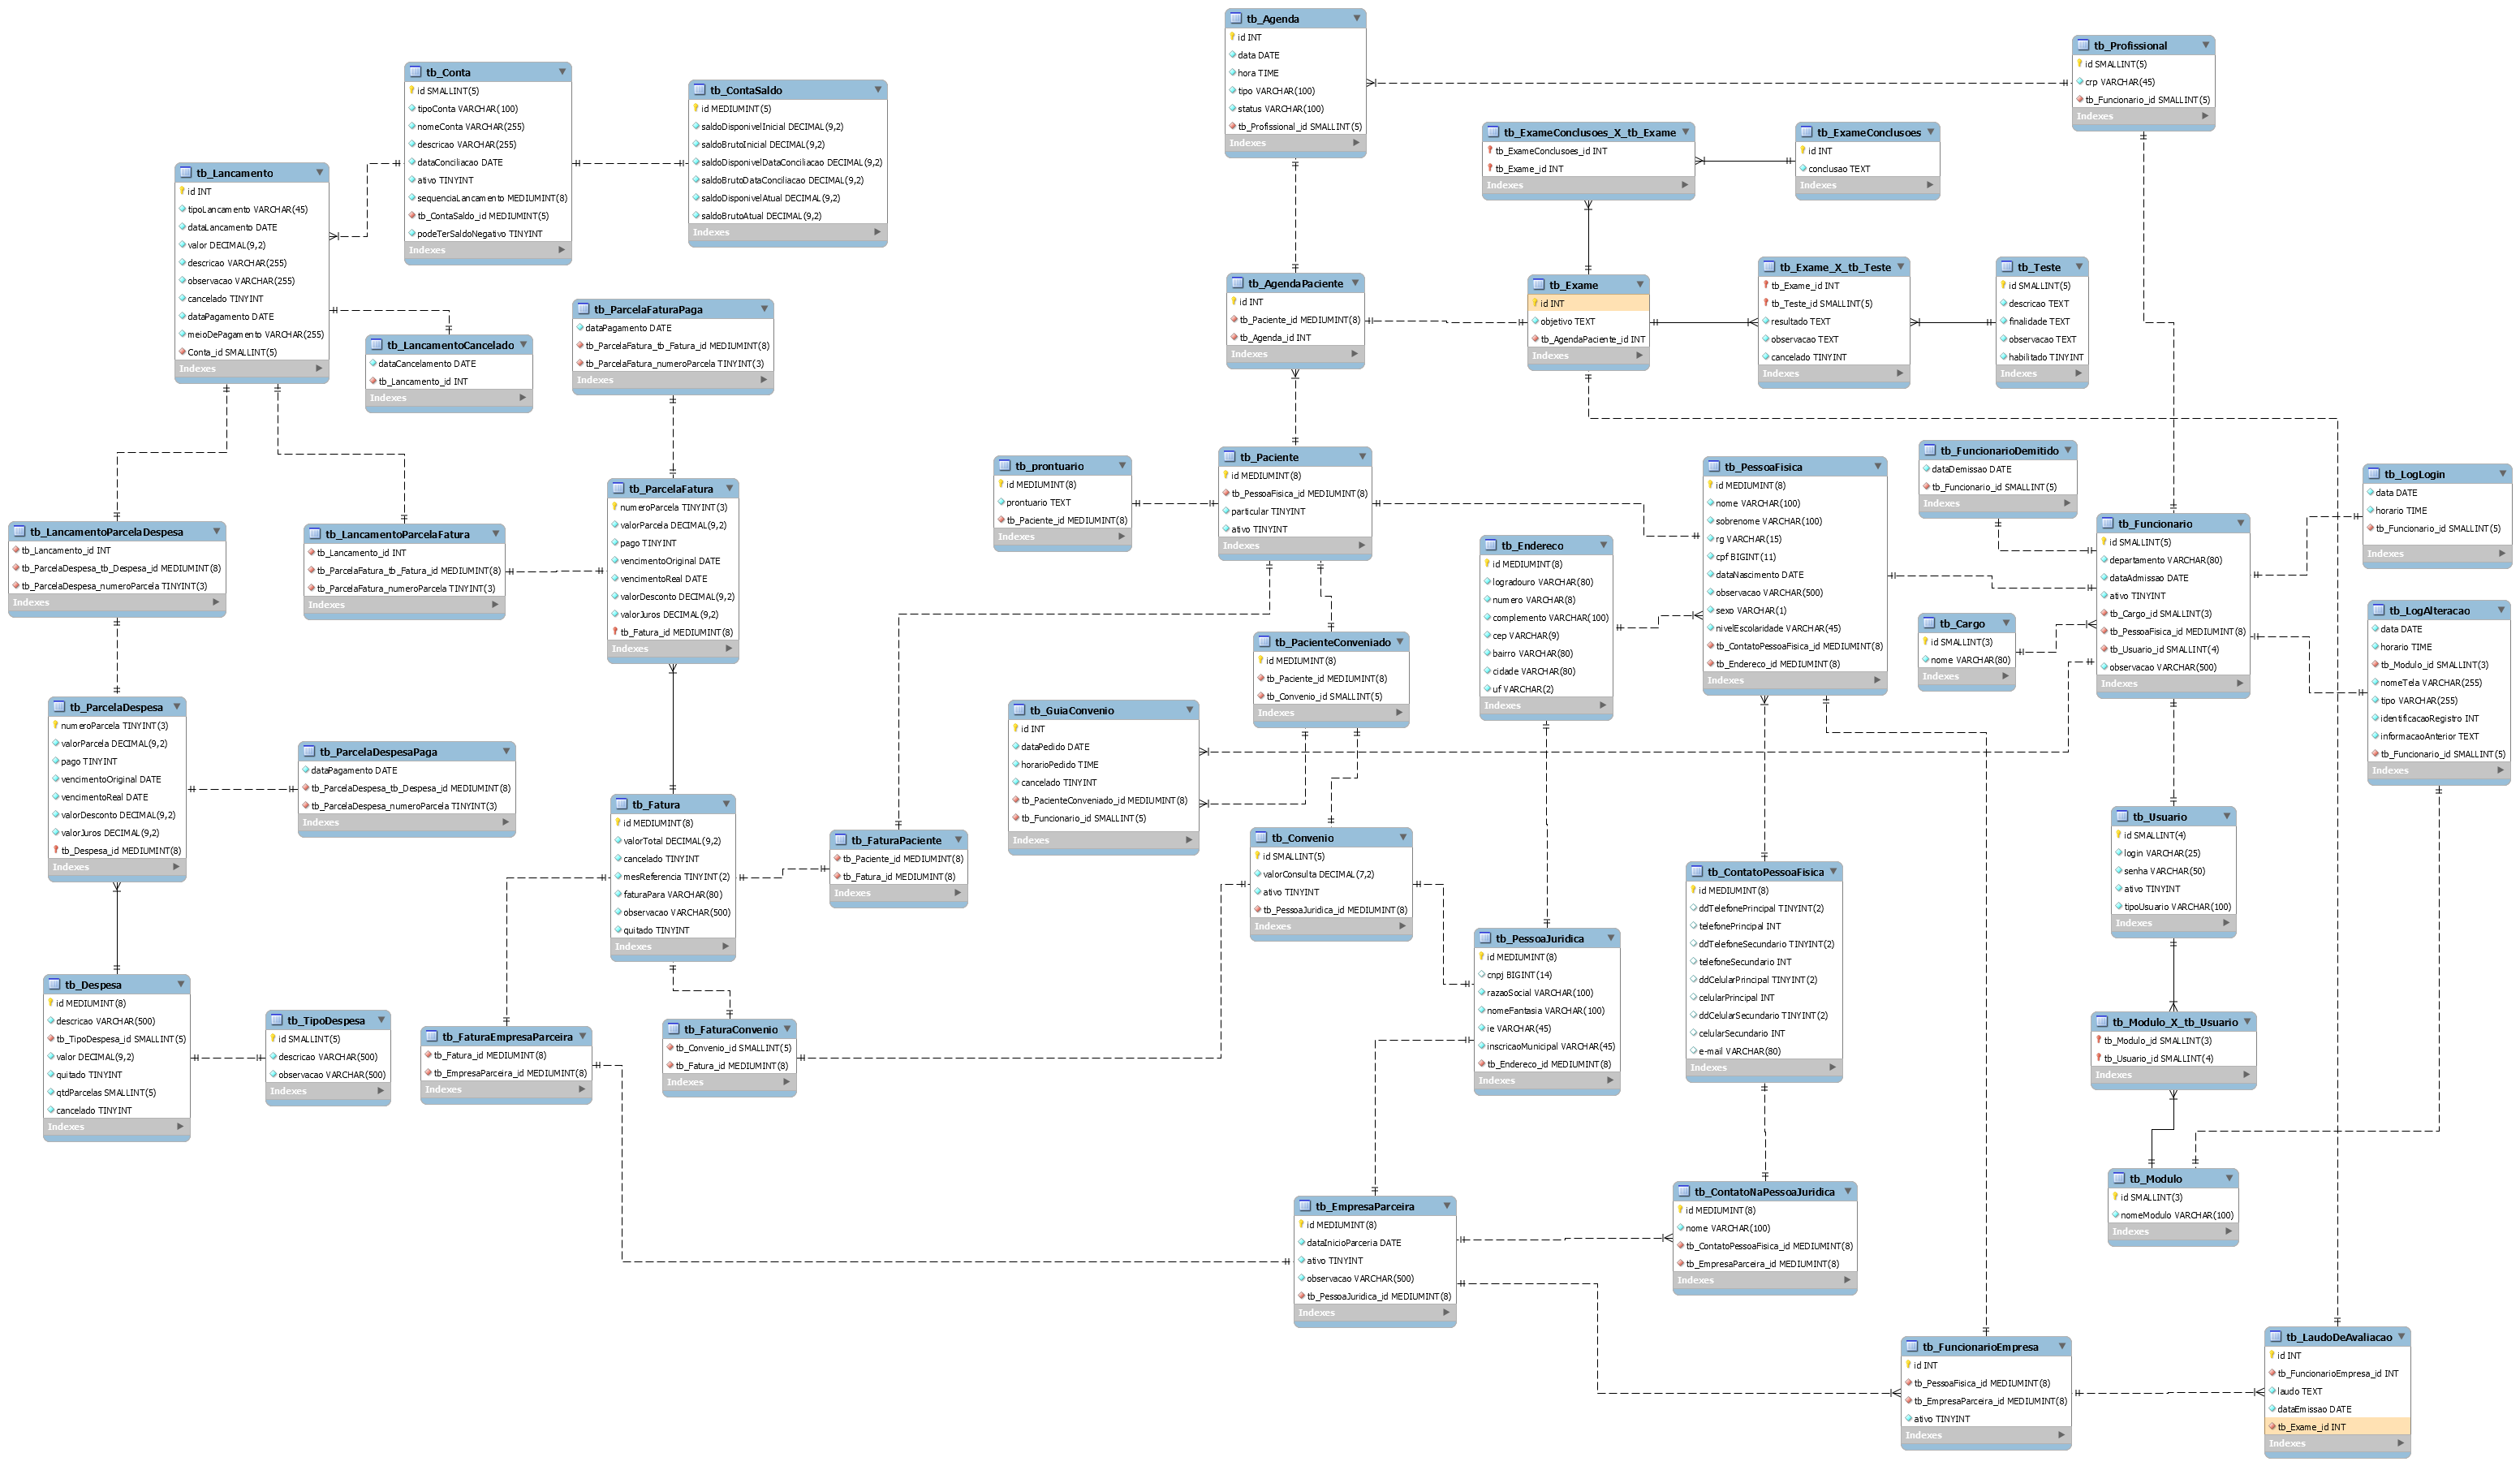 tb_Agenda
id INT
data DATE
hora TIME
tipo VARCHAR(100)
status VARCHAR(100)
tb_Profissional_id SMALLINT(5)
Indexes
tb_Profissional
id SMALLINT(5)
crp VARCHAR(45)
tb_Funcionario_id SMALLINT(5)
Indexes
tb_Conta
id SMALLINT(5)
tipoConta VARCHAR(100)
nomeConta VARCHAR(255)
descricao VARCHAR(255)
dataConciliacao DATE
ativo TINYINT
sequenciaLancamento MEDIUMINT(8)
tb_ContaSaldo_id MEDIUMINT(5)
podeTerSaldoNegativo TINYINT
Indexes
tb_ContaSaldo
id MEDIUMINT(5)
saldoDisponivelInicial DECIMAL(9,2)
saldoBrutoInicial DECIMAL(9,2)
saldoDisponivelDataConciliacao DECIMAL(9,2)
saldoBrutoDataConciliacao DECIMAL(9,2)
saldoDisponivelAtual DECIMAL(9,2)
saldoBrutoAtual DECIMAL(9,2)
Indexes
tb_ExameConclusoes_X_tb_Exame
tb_ExameConclusoes_id INT
tb_Exame_id INT
Indexes
tb_ExameConclusoes
id INT
conclusao TEXT
Indexes
tb_Lancamento
id INT
tipoLancamento VARCHAR(45)
dataLancamento DATE
valor DECIMAL(9,2)
descricao VARCHAR(255)
observacao VARCHAR(255)
cancelado TINYINT
dataPagamento DATE
meioDePagamento VARCHAR(255)
Conta_id SMALLINT(5)
Indexes
tb_LancamentoCancelado
dataCancelamento DATE
tb_Lancamento_id INT
Indexes
tb_ParcelaFaturaPaga
dataPagamento DATE
tb_ParcelaFatura_tb_Fatura_id MEDIUMINT(8)
tb_ParcelaFatura_numeroParcela TINYINT(3)
Indexes
tb_AgendaPaciente
id INT
tb_Paciente_id MEDIUMINT(8)
tb_Agenda_id INT
Indexes
tb_Exame
id INT
objetivo TEXT
tb_AgendaPaciente_id INT
Indexes
tb_Exame_X_tb_Teste
tb_Exame_id INT
tb_Teste_id SMALLINT(5)
resultado TEXT
observacao TEXT
cancelado TINYINT
Indexes
tb_Teste
id SMALLINT(5)
descricao TEXT
finalidade TEXT
observacao TEXT
habilitado TINYINT
Indexes
tb_prontuario
id MEDIUMINT(8)
prontuario TEXT
tb_Paciente_id MEDIUMINT(8)
Indexes
tb_Paciente
id MEDIUMINT(8)
tb_PessoaFisica_id MEDIUMINT(8)
particular TINYINT
ativo TINYINT
Indexes
tb_PessoaFisica
id MEDIUMINT(8)
nome VARCHAR(100)
sobrenome VARCHAR(100)
rg VARCHAR(15)
cpf BIGINT(11)
dataNascimento DATE
observacao VARCHAR(500)
sexo VARCHAR(1)
nivelEscolaridade VARCHAR(45)
tb_ContatoPessoaFisica_id MEDIUMINT(8)
tb_Endereco_id MEDIUMINT(8)
Indexes
tb_FuncionarioDemitido
dataDemissao DATE
tb_Funcionario_id SMALLINT(5)
Indexes
tb_LogLogin
data DATE
horario TIME
tb_Funcionario_id SMALLINT(5)
Indexes
tb_ParcelaFatura
numeroParcela TINYINT(3)
valorParcela DECIMAL(9,2)
pago TINYINT
vencimentoOriginal DATE
vencimentoReal DATE
valorDesconto DECIMAL(9,2)
valorJuros DECIMAL(9,2)
tb_Fatura_id MEDIUMINT(8)
Indexes
tb_LancamentoParcelaDespesa
tb_Lancamento_id INT
tb_ParcelaDespesa_tb_Despesa_id MEDIUMINT(8)
tb_ParcelaDespesa_numeroParcela TINYINT(3)
Indexes
tb_LancamentoParcelaFatura
tb_Lancamento_id INT
tb_ParcelaFatura_tb_Fatura_id MEDIUMINT(8)
tb_ParcelaFatura_numeroParcela TINYINT(3)
Indexes
tb_Endereco
id MEDIUMINT(8)
logradouro VARCHAR(80)
numero VARCHAR(8)
complemento VARCHAR(100)
cep VARCHAR(9)
bairro VARCHAR(80)
cidade VARCHAR(80)
uf VARCHAR(2)
Indexes
tb_Funcionario
id SMALLINT(5)
departamento VARCHAR(80)
dataAdmissao DATE
ativo TINYINT
tb_Cargo_id SMALLINT(3)
tb_PessoaFisica_id MEDIUMINT(8)
tb_Usuario_id SMALLINT(4)
observacao VARCHAR(500)
Indexes
tb_Cargo
id SMALLINT(3)
nome VARCHAR(80)
Indexes
tb_LogAlteracao
data DATE
horario TIME
tb_Modulo_id SMALLINT(3)
nomeTela VARCHAR(255)
tipo VARCHAR(255)
identificacaoRegistro INT
informacaoAnterior TEXT
tb_Funcionario_id SMALLINT(5)
Indexes
tb_PacienteConveniado
id MEDIUMINT(8)
tb_Paciente_id MEDIUMINT(8)
tb_Convenio_id SMALLINT(5)
Indexes
tb_GuiaConvenio
id INT
dataPedido DATE
horarioPedido TIME
cancelado TINYINT
tb_PacienteConveniado_id MEDIUMINT(8)
tb_Funcionario_id SMALLINT(5)
Indexes
tb_ParcelaDespesa
numeroParcela TINYINT(3)
valorParcela DECIMAL(9,2)
pago TINYINT
vencimentoOriginal DATE
vencimentoReal DATE
valorDesconto DECIMAL(9,2)
valorJuros DECIMAL(9,2)
tb_Despesa_id MEDIUMINT(8)
Indexes
tb_ParcelaDespesaPaga
dataPagamento DATE
tb_ParcelaDespesa_tb_Despesa_id MEDIUMINT(8)
tb_ParcelaDespesa_numeroParcela TINYINT(3)
Indexes
tb_Fatura
id MEDIUMINT(8)
valorTotal DECIMAL(9,2)
cancelado TINYINT
mesReferencia TINYINT(2)
faturaPara VARCHAR(80)
observacao VARCHAR(500)
quitado TINYINT
Indexes
tb_FaturaPaciente
tb_Paciente_id MEDIUMINT(8)
tb_Fatura_id MEDIUMINT(8)
Indexes
tb_Convenio
id SMALLINT(5)
valorConsulta DECIMAL(7,2)
ativo TINYINT
tb_PessoaJuridica_id MEDIUMINT(8)
Indexes
tb_Usuario
id SMALLINT(4)
login VARCHAR(25)
senha VARCHAR(50)
ativo TINYINT
tipoUsuario VARCHAR(100)
Indexes
tb_ContatoPessoaFisica
id MEDIUMINT(8)
ddTelefonePrincipal TINYINT(2)
telefonePrincipal INT
ddTelefoneSecundario TINYINT(2)
telefoneSecundario INT
ddCelularPrincipal TINYINT(2)
celularPrincipal INT
ddCelularSecundario TINYINT(2)
celularSecundario INT
e-mail VARCHAR(80)
Indexes
tb_PessoaJuridica
id MEDIUMINT(8)
cnpj BIGINT(14)
razaoSocial VARCHAR(100)
nomeFantasia VARCHAR(100)
ie VARCHAR(45)
inscricaoMunicipal VARCHAR(45)
tb_Endereco_id MEDIUMINT(8)
Indexes
tb_Despesa
id MEDIUMINT(8)
descricao VARCHAR(500)
tb_TipoDespesa_id SMALLINT(5)
valor DECIMAL(9,2)
quitado TINYINT
qtdParcelas SMALLINT(5)
cancelado TINYINT
Indexes
tb_TipoDespesa
id SMALLINT(5)
descricao VARCHAR(500)
observacao VARCHAR(500)
Indexes
tb_FaturaEmpresaParceira
tb_Fatura_id MEDIUMINT(8)
tb_EmpresaParceira_id MEDIUMINT(8)
Indexes
tb_FaturaConvenio
tb_Convenio_id SMALLINT(5)
tb_Fatura_id MEDIUMINT(8)
Indexes
tb_Modulo_X_tb_Usuario
tb_Modulo_id SMALLINT(3)
tb_Usuario_id SMALLINT(4)
Indexes
tb_Modulo
id SMALLINT(3)
nomeModulo VARCHAR(100)
Indexes
tb_EmpresaParceira
id MEDIUMINT(8)
dataInicioParceria DATE
ativo TINYINT
observacao VARCHAR(500)
tb_PessoaJuridica_id MEDIUMINT(8)
Indexes
tb_ContatoNaPessoaJuridica
id MEDIUMINT(8)
nome VARCHAR(100)
tb_ContatoPessoaFisica_id MEDIUMINT(8)
tb_EmpresaParceira_id MEDIUMINT(8)
Indexes
tb_FuncionarioEmpresa
id INT
tb_PessoaFisica_id MEDIUMINT(8)
tb_EmpresaParceira_id MEDIUMINT(8)
ativo TINYINT
Indexes
tb_LaudoDeAvaliacao
id INT
tb_FuncionarioEmpresa_id INT
laudo TEXT
dataEmissao DATE
tb_Exame_id INT
Indexes